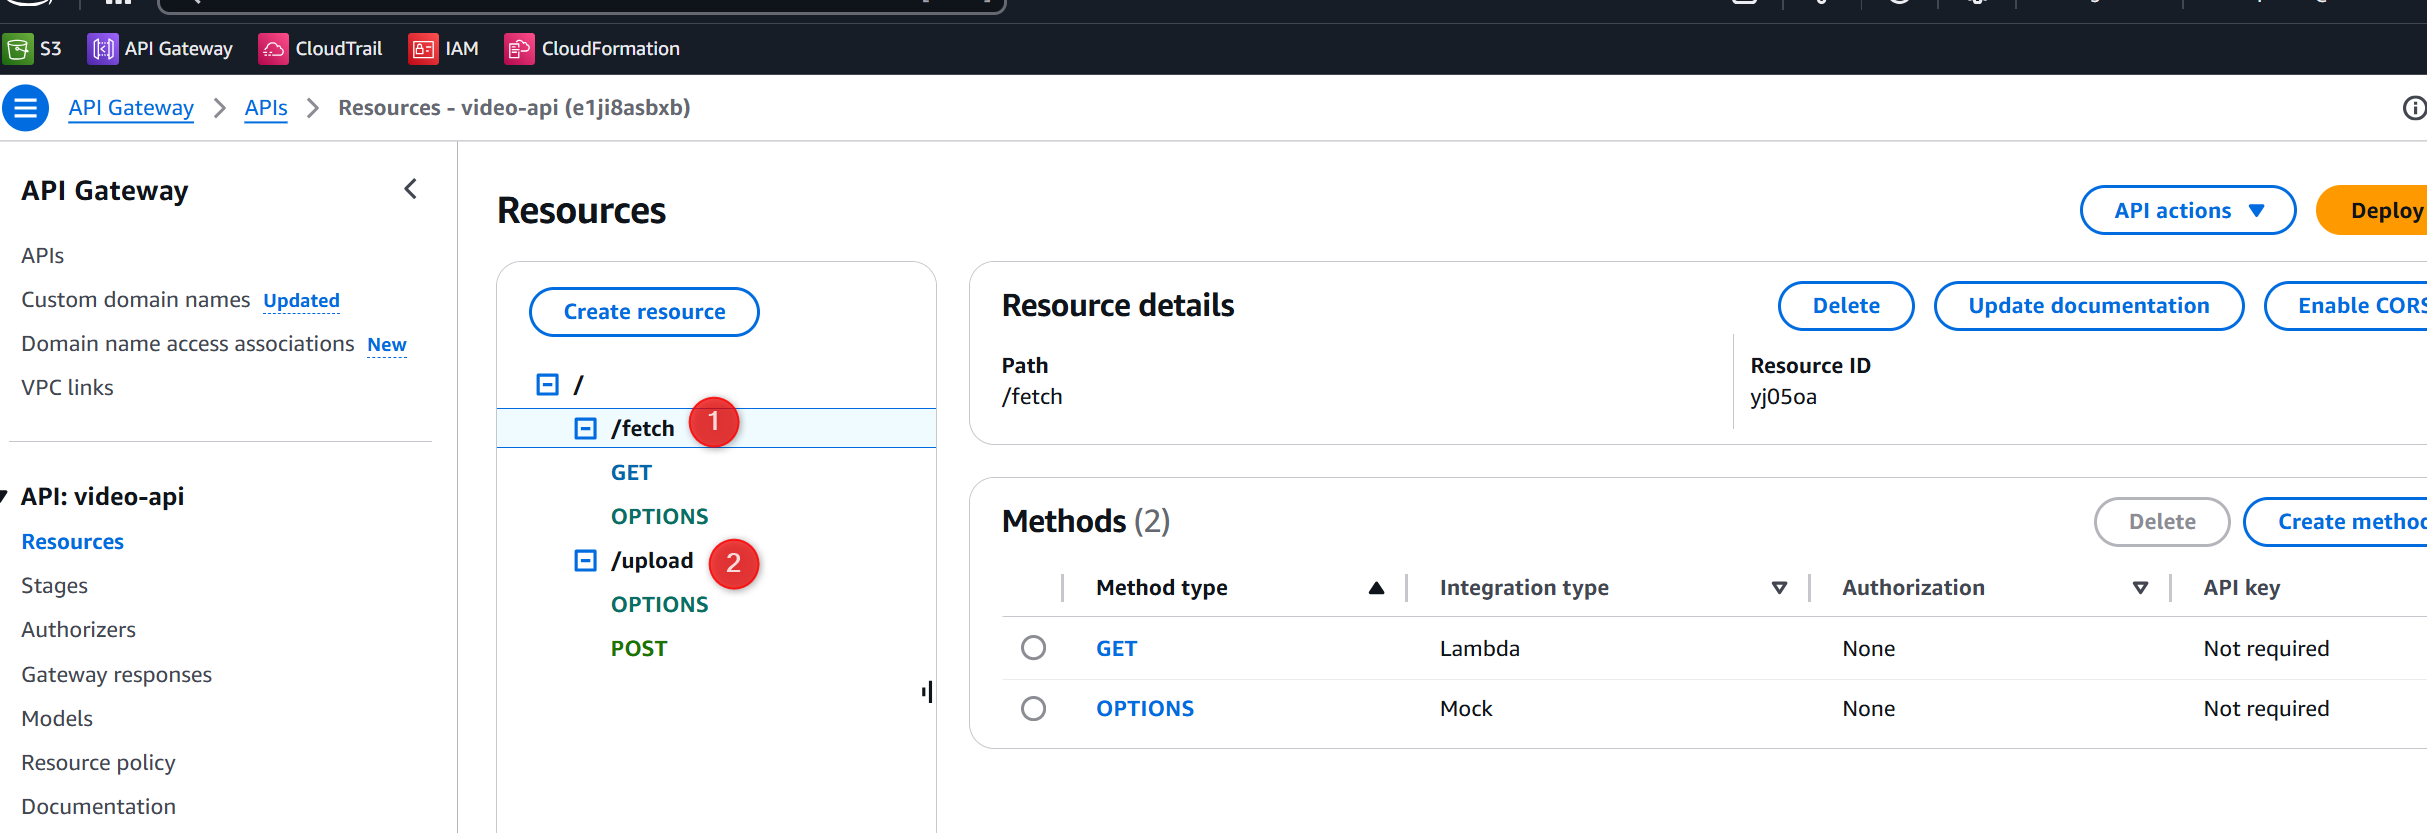 S3 API Gateway CloudTrail IAM CloudFormation
API Gateway > APIs > Resources - video-api (e1ji8asbxb)
API Gateway
APIs
Custom domain names Updated
Domain name access associations New
VPC links
API: video-api
Resources
Stages
Authorizers
Gateway responses
Models
Resource policy
Documentation
Resources
API actions
Deploy
Create resource
/
/fetch 1
GET
OPTIONS
/upload 2
OPTIONS
POST
Resource details
Delete Update documentation Enable CORS
Path
/fetch
Resource ID
yj05oa
Methods (2)
Delete Create method
Method type Integration type Authorization API key
GET Lambda None Not required
OPTIONS Mock None Not required